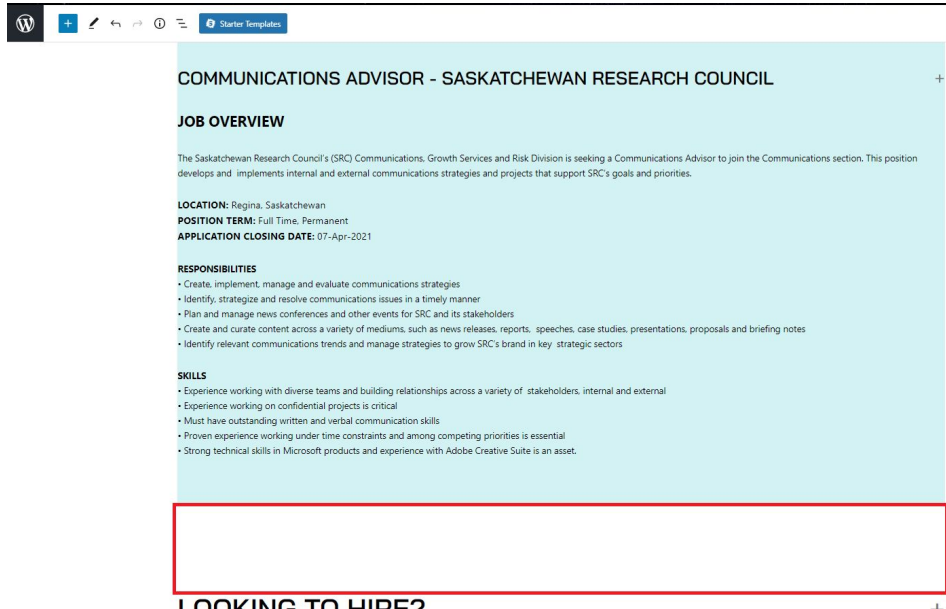 Starter Templates
COMMUNICATIONS ADVISOR - SASKATCHEWAN RESEARCH COUNCIL
JOB OVERVIEW
The Saskatchewan Research Council's (SRC) Communications, Growth Services and Risk Division is seeking a Communications Advisor to join the Communications section. This position
develops and implements internal and external communications strategies and projects that support SRC's goals and priorities.
LOCATION: Regina, Saskatchewan
POSITION TERM: Full Time, Permanent
APPLICATION CLOSING DATE: 07-Apr-2021
RESPONSIBILITIES
• Create, implement, manage and evaluate communications strategies
• Identify, strategize and resolve communications issues in a timely manner
• Plan and manage news conferences and other events for SRC and its stakeholders
• Create and curate content across a variety of mediums, such as news releases, reports, speeches, case studies, presentations, proposals and briefing notes
• Identify relevant communications trends and manage strategies to grow SRC's brand in key strategic sectors
SKILLS
• Experience working with diverse teams and building relationships across a variety of stakeholders, internal and external
• Experience working on confidential projects is critical
• Must have outstanding written and verbal communication skills
• Proven experience working under time constraints and among competing priorities is essential
• Strong technical skills in Microsoft products and experience with Adobe Creative Suite is an asset.
LOOKING TO HIRE?